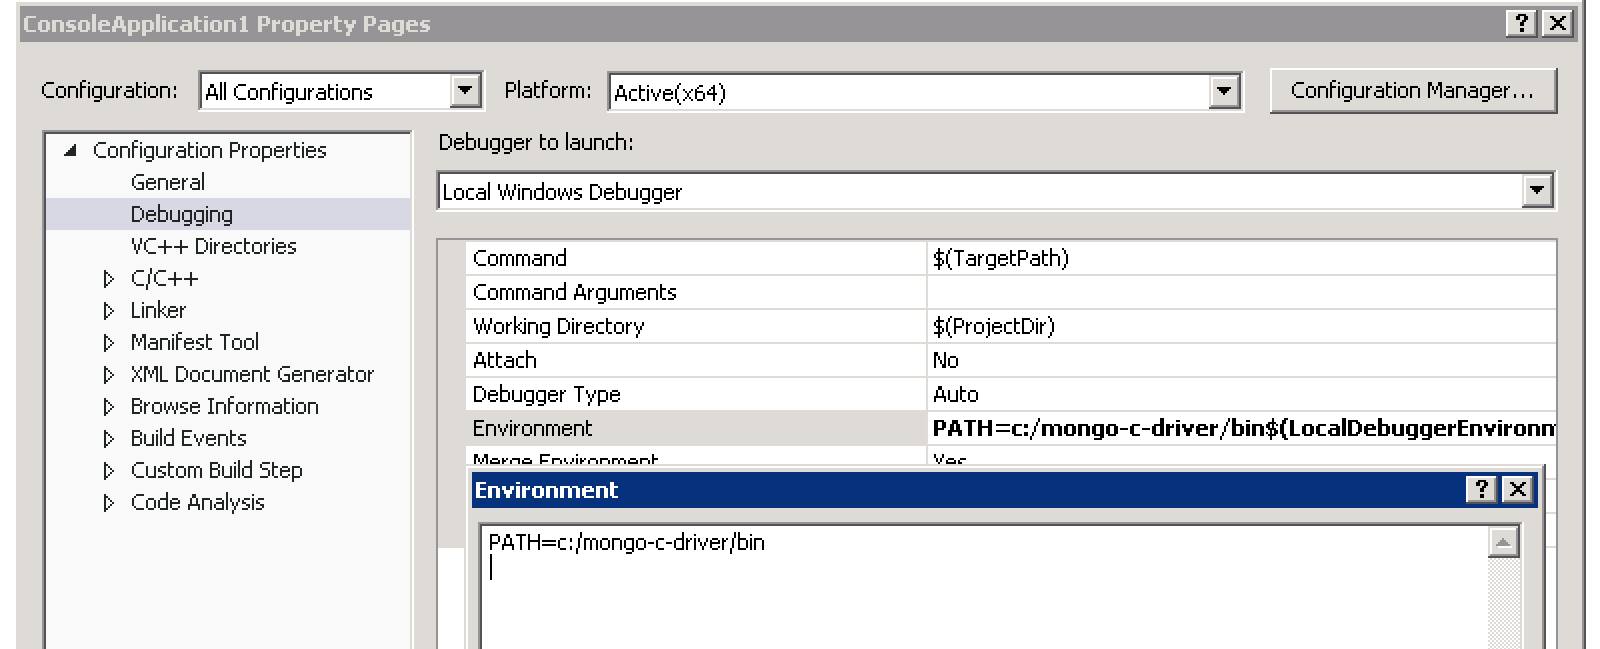 ConsoleApplication1 Property Pages
?
Configuration: All Configurations Platform: Active(x64) Configuration Manager...
Configuration Properties
General
Debugging
VC++ Directories
C/C++
Linker
Manifest Tool
XML Document Generator
Browse Information
Build Events
Custom Build Step
Code Analysis
Debugger to launch:
Local Windows Debugger
Command $(TargetPath)
Command Arguments
Working Directory $(ProjectDir)
Attach No
Debugger Type Auto
Environment PATH=c:/mongo-c-driver/bin$(LocalDebuggerEnvironm
Merge Environment Yes
Environment
?
PATH=c:/mongo-c-driver/bin